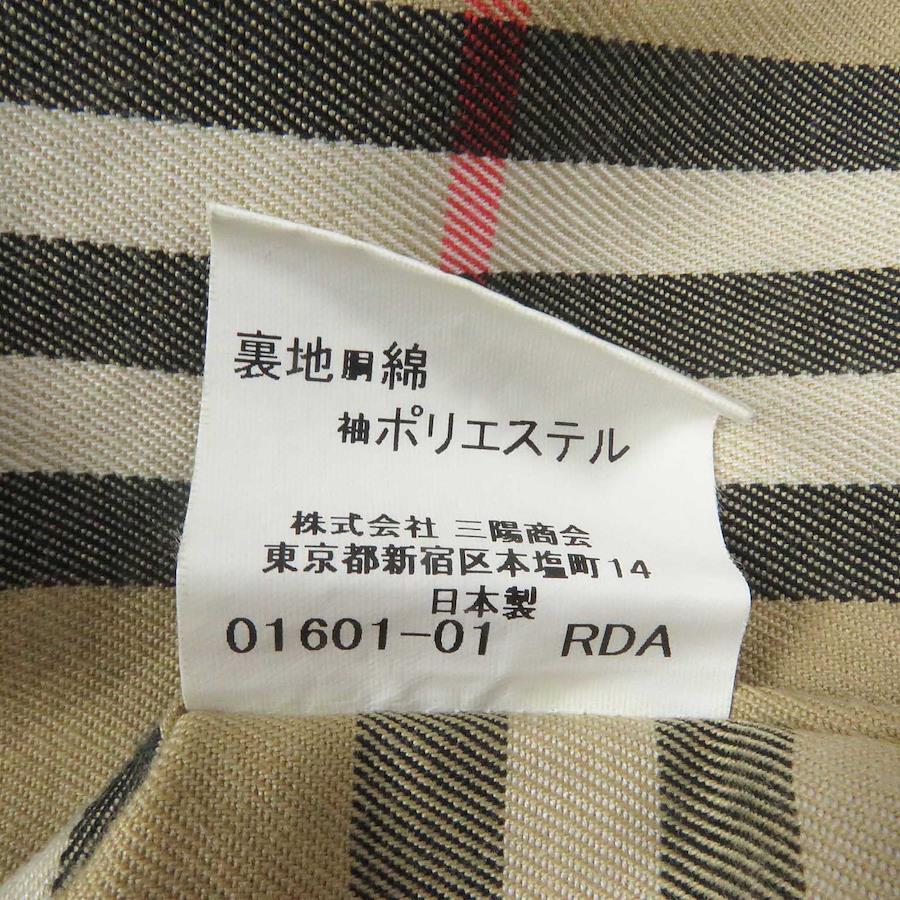 裏地胴綿
袖ポリエステル
株式会社 三陽商会
東京都新宿区本塩町14
日本製
01601-01 RDA